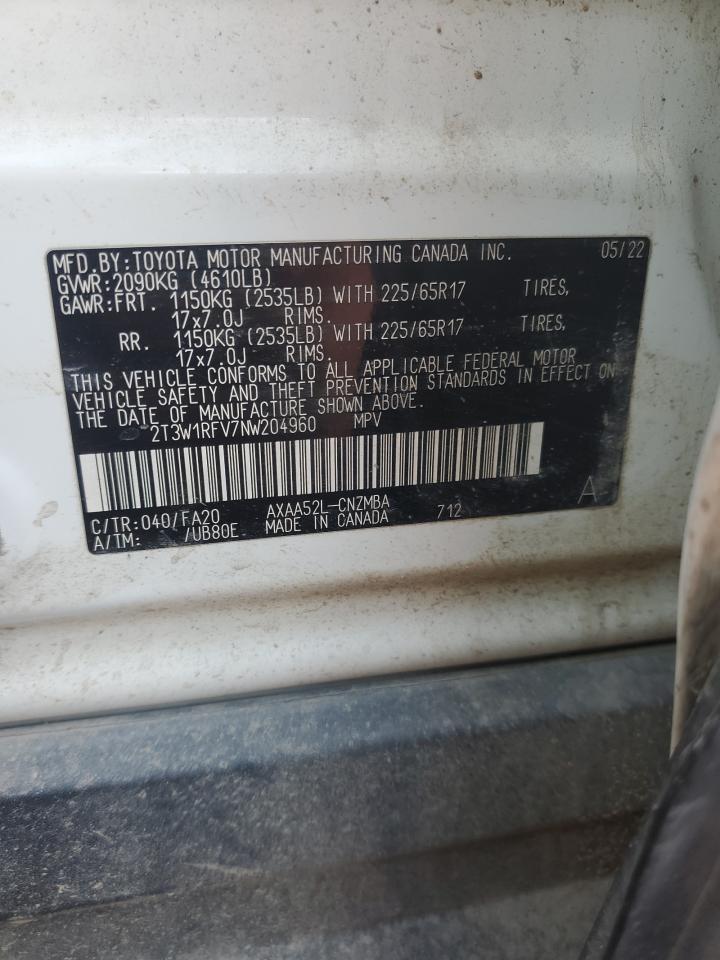 MFD.BY:TOYOTA MOTOR MANUFACTURING CANADA INC. 05/22
GVWR:2090KG (4610LB)
GAWR:FRT. 1150KG (2535LB) WITH 225/65R17 TIRES,
17x7.0J RIMS.
RR. 1150KG (2535LB) WITH 225/65R17 TIRES,
17x7.0J RIMS.
THIS VEHICLE CONFORMS TO ALL APPLICABLE FEDERAL MOTOR
VEHICLE SAFETY AND THEFT PREVENTION STANDARDS IN EFFECT ON
THE DATE OF MANUFACTURE SHOWN ABOVE.
2T3W1RFV7NW204960 MPV
C/TR:040/FA20 AXAA52L-CNZMBA 712 A
A/TM: /UB80E MADE IN CANADA